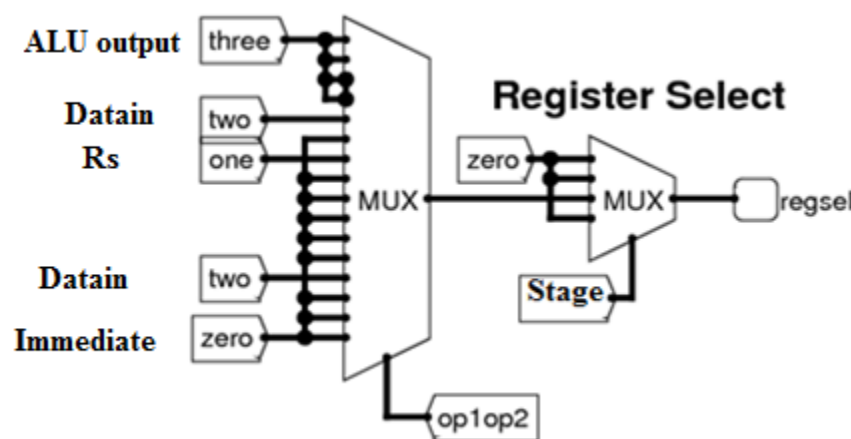 ALU output
three
Datain
two
Rs
one
Datain
two
Immediate
zero
MUX
op1op2
Register Select
zero
MUX
regsel
Stage